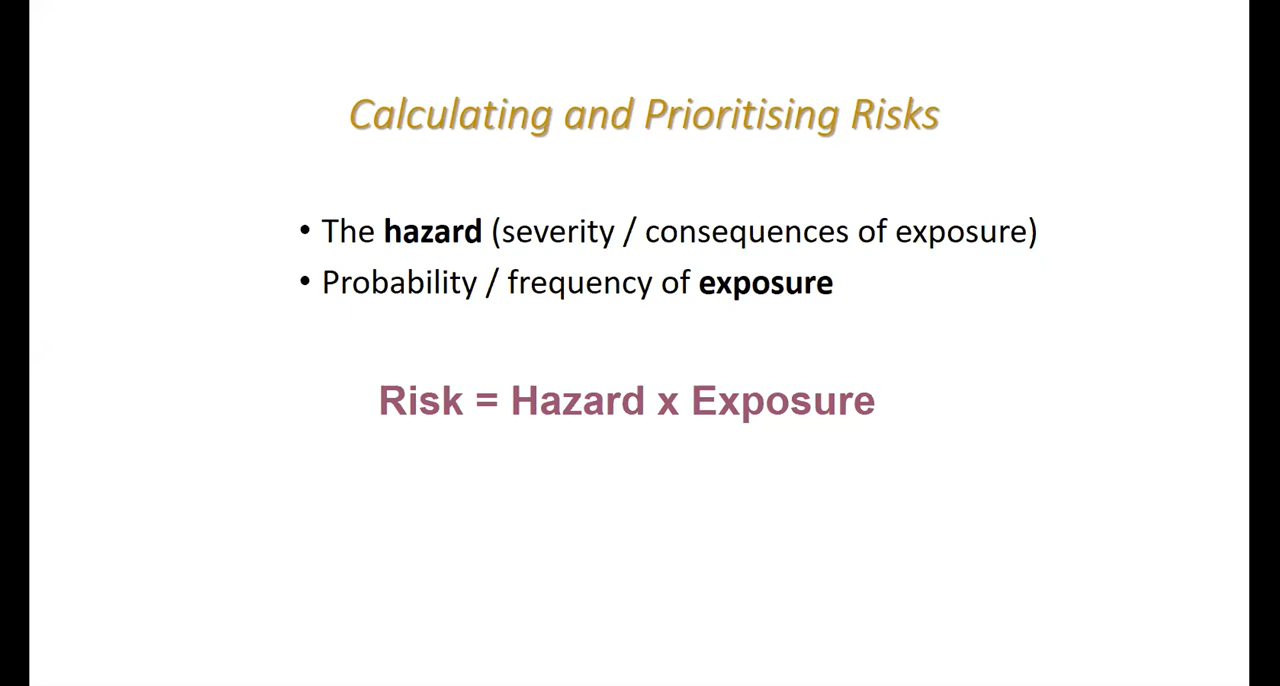 Calculating and Prioritising Risks
• The hazard (severity / consequences of exposure)
• Probability / frequency of exposure
Risk = Hazard x Exposure